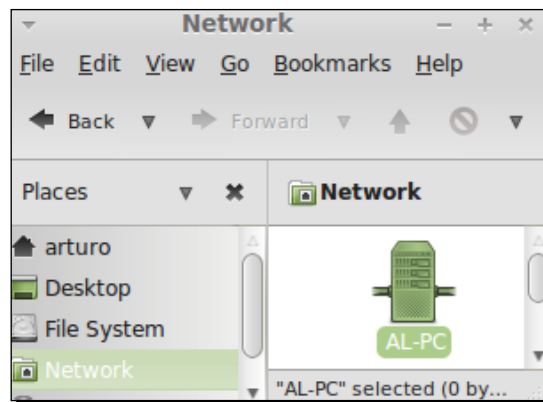 Network
File Edit View Go Bookmarks Help
Back Forward
Places
Network
arturo
Desktop
File System
Network
AL-PC
"AL-PC" selected (0 by...